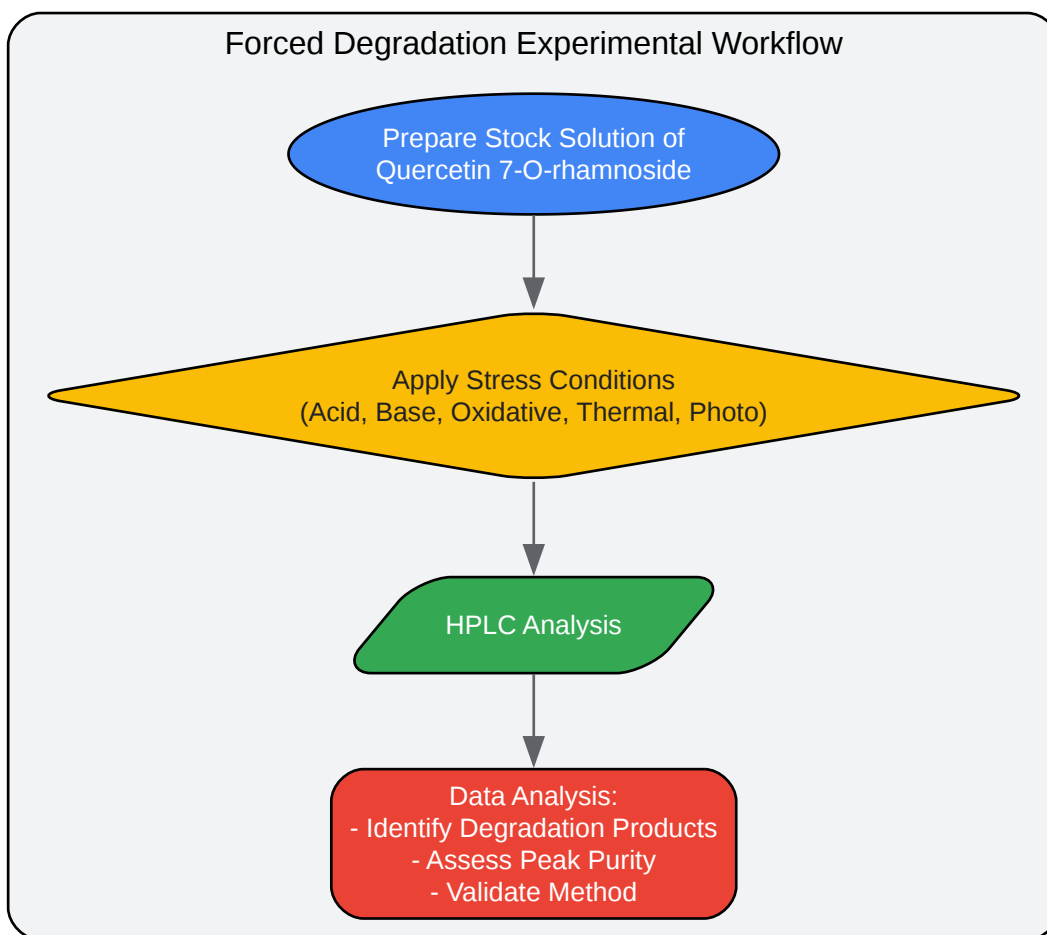 Forced Degradation Experimental Workflow
Prepare Stock Solution of
Quercetin 7-O-rhamnoside
Apply Stress Conditions
(Acid, Base, Oxidative, Thermal, Photo)
HPLC Analysis
Data Analysis:
- Identify Degradation Products
- Assess Peak Purity
- Validate Method